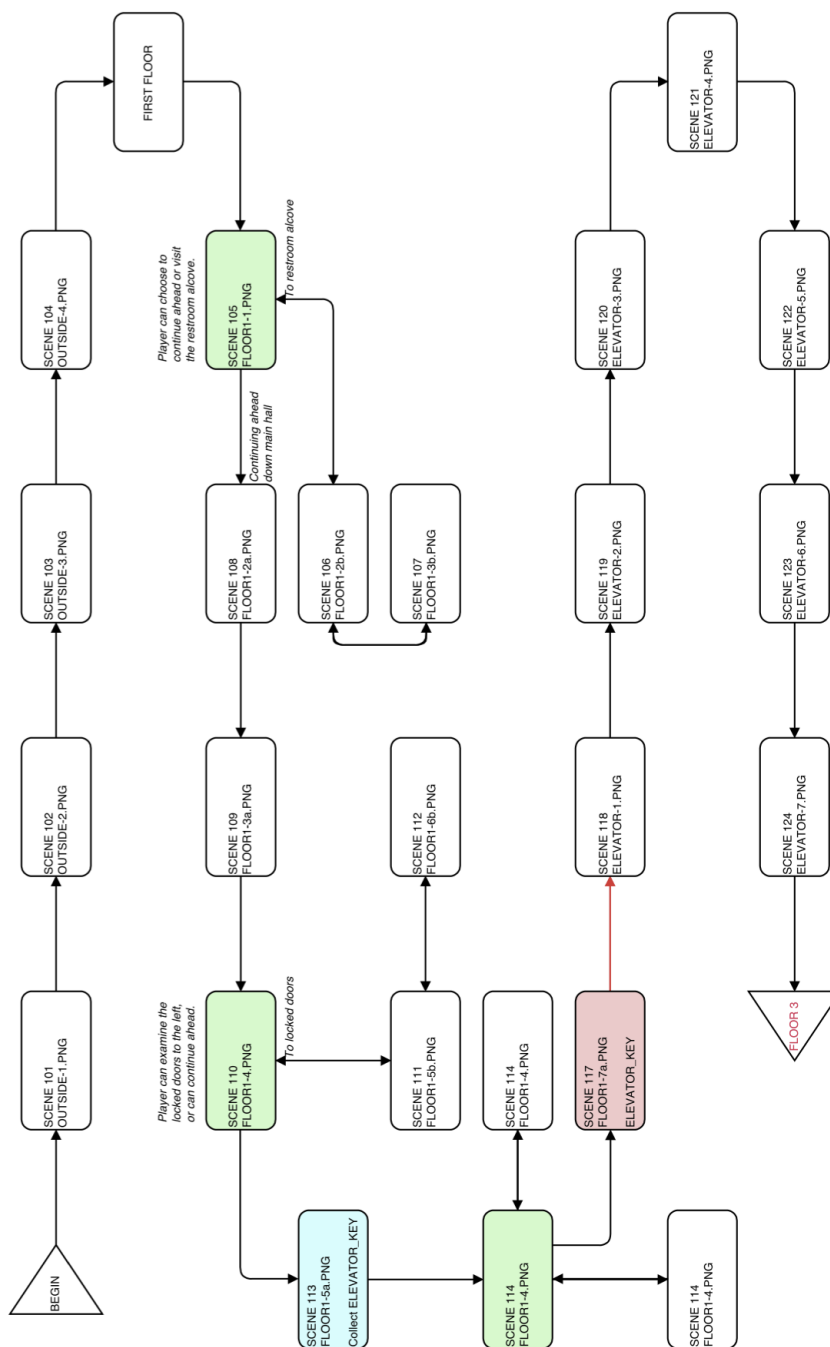 BEGIN
SCENE 101
OUTSIDE-1.PNG
SCENE 102
OUTSIDE-2.PNG
SCENE 103
OUTSIDE-3.PNG
SCENE 104
OUTSIDE-4.PNG
FIRST FLOOR
Player can choose to
continue ahead or visit
the restroom alcove.
SCENE 105
FLOOR1-1.PNG
To restroom alcove
Continuing ahead
down main hall
SCENE 106
FLOOR1-2b.PNG
SCENE 107
FLOOR1-3b.PNG
SCENE 108
FLOOR1-2a.PNG
SCENE 109
FLOOR1-3a.PNG
Player can examine the
locked doors to the left,
or can continue ahead.
SCENE 110
FLOOR1-4.PNG
To locked doors
SCENE 111
FLOOR1-5b.PNG
SCENE 112
FLOOR1-6b.PNG
SCENE 113
FLOOR1-5a.PNG
Collect ELEVATOR_KEY
SCENE 114
FLOOR1-4.PNG
SCENE 114
FLOOR1-4.PNG
SCENE 114
FLOOR1-4.PNG
SCENE 117
FLOOR1-7a.PNG
ELEVATOR_KEY
SCENE 118
ELEVATOR-1.PNG
SCENE 119
ELEVATOR-2.PNG
SCENE 120
ELEVATOR-3.PNG
SCENE 121
ELEVATOR-4.PNG
SCENE 122
ELEVATOR-5.PNG
SCENE 123
ELEVATOR-6.PNG
SCENE 124
ELEVATOR-7.PNG
FLOOR 3